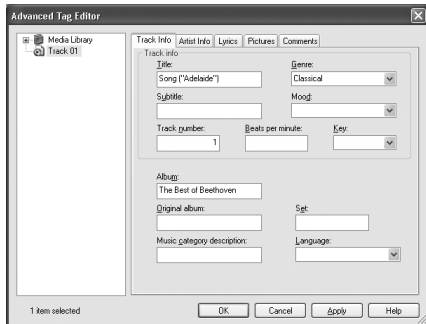 Advanced Tag Editor
Media Library
Track 01
Track Info Artist Info Lyrics Pictures Comments
Track info
Title: Genre:
Song ("Adelaide") Classical
Subtitle: Mood:
Track number: Beats per minute: Key:
1
Album:
The Best of Beethoven
Original album: Set:
Music category description: Language:
1 item selected OK Cancel Apply Help